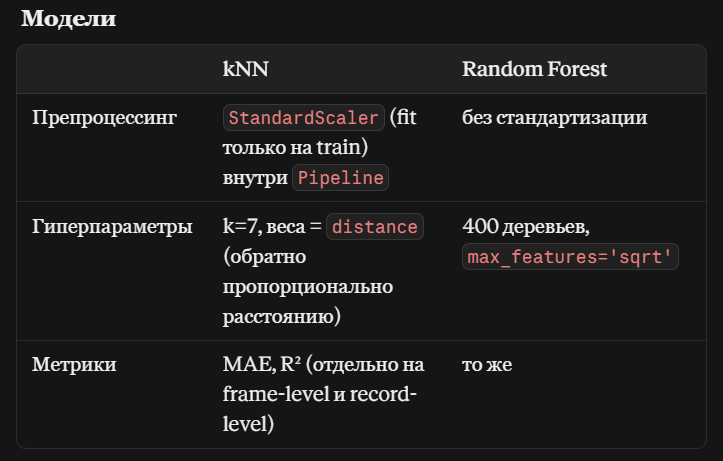 Модели
kNN Random Forest
Препроцессинг StandardScaler (fit без стандартизации
только на train)
внутри Pipeline
Гиперпараметры k=7, веса = distance 400 деревьев,
(обратно max_features='sqrt'
пропорционально
расстоянию)
Метрики MAE, R² (отдельно на то же
frame-level и record-
level)